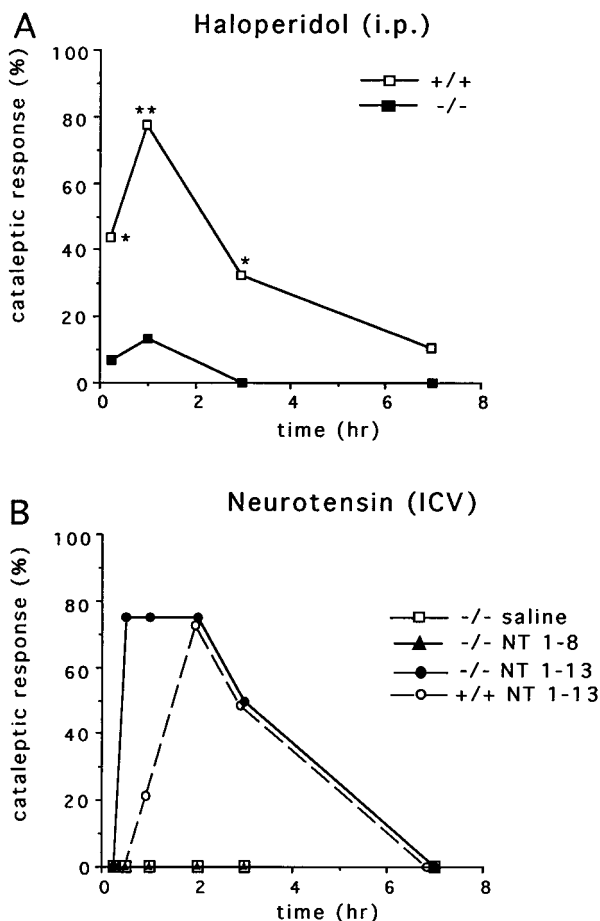 A
Haloperidol (i.p.)
cataleptic response (%)
100
80
60
40
20
0
**
*
*
+/+
-/-
0
2
4
6
8
time (hr)
B
Neurotensin (ICV)
cataleptic response (%)
100
80
60
40
20
0
-/- saline
-/- NT 1-8
-/- NT 1-13
+/+ NT 1-13
0
2
4
6
8
time (hr)